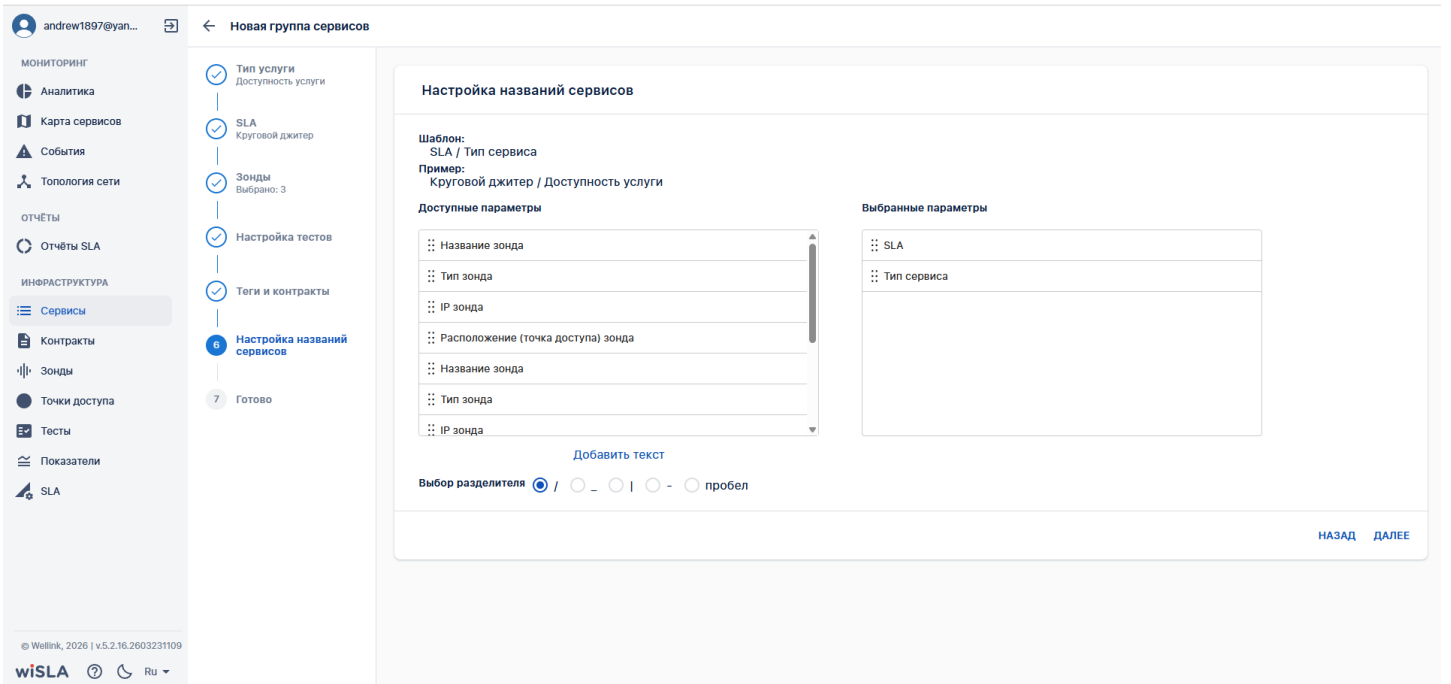 andrew1897@yan...
МОНИТОРИНГ
Аналитика
Карта сервисов
События
Топология сети
ОТЧЁТЫ
Отчёты SLA
ИНФРАСТРУКТУРА
Сервисы
Контракты
Зонды
Точки доступа
Тесты
Показатели
SLA
© Wellink, 2026 | v.5.2.16.2603231109
wiSLA
Ru
Новая группа сервисов
Тип услуги
Доступность услуги
SLA
Круговой джитер
Зонды
Выбрано: 3
Настройка тестов
Теги и контракты
6 Настройка названий
сервисов
7 Готово
Настройка названий сервисов
Шаблон:
SLA / Тип сервиса
Пример:
Круговой джитер / Доступность услуги
Доступные параметры
Название зонда
Тип зонда
IP зонда
Расположение (точка доступа) зонда
Название зонда
Тип зонда
IP зонда
Добавить текст
Выбранные параметры
SLA
Тип сервиса
Выбор разделителя / _ | - пробел
НАЗАД ДАЛЕЕ